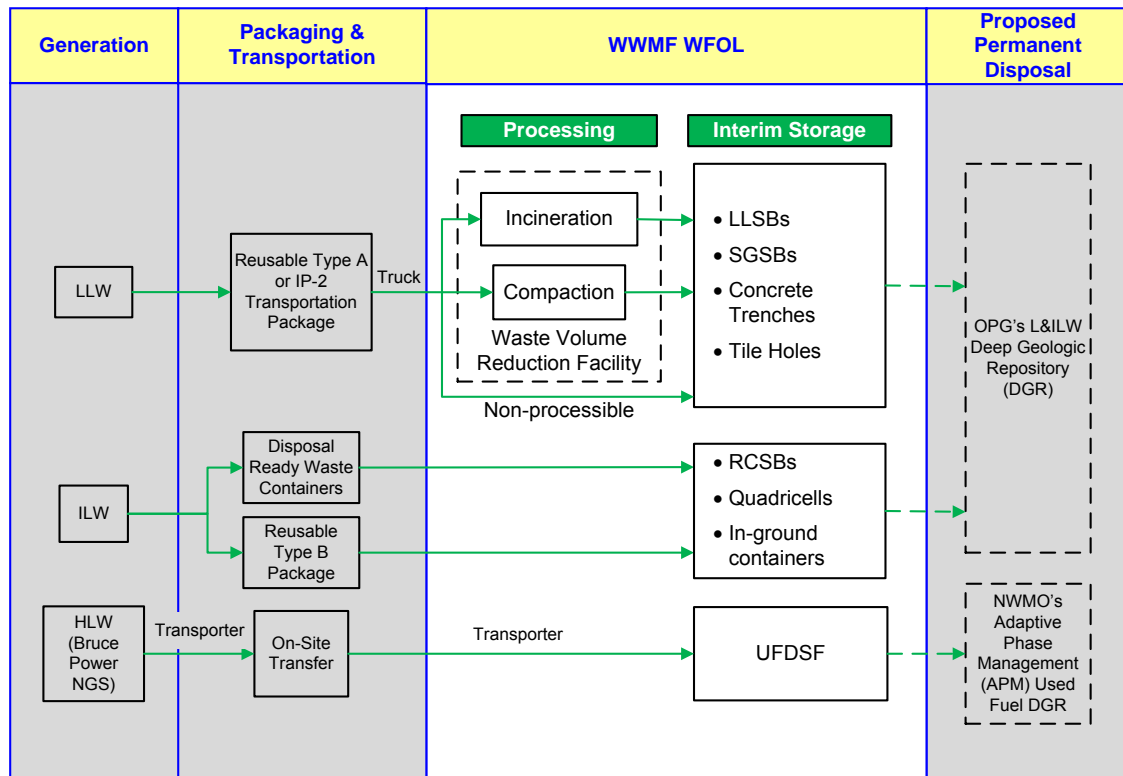 Generation
Packaging &
Transportation
WWMF WFOL
Proposed
Permanent
Disposal
Processing
Interim Storage
LLW
Reusable Type A
or IP-2
Transportation
Package
Truck
Incineration
Compaction
Waste Volume
Reduction Facility
Non-processible
• LLSBs
• SGSBs
• Concrete
Trenches
• Tile Holes
OPG's L&ILW
Deep Geologic
Repository
(DGR)
ILW
Disposal
Ready Waste
Containers
Reusable
Type B
Package
• RCSBs
• Quadricells
• In-ground
containers
HLW
(Bruce
Power
NGS)
Transporter
On-Site
Transfer
Transporter
UFDSF
NWMO's
Adaptive
Phase
Management
(APM) Used
Fuel DGR